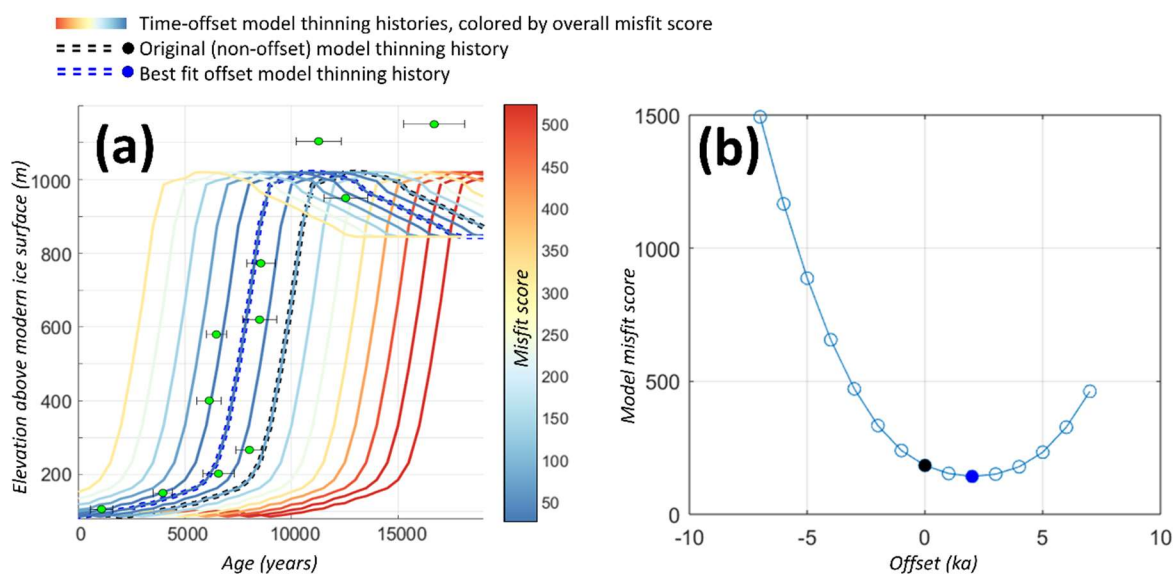 Time-offset model thinning histories, colored by overall misfit score
Original (non-offset) model thinning history
Best fit offset model thinning history
(a)
Elevation above modern ice surface (m)
1000
800
600
400
200
0
5000
10000
15000
Age (years)
500
450
400
350
300
250
200
150
100
50
Misfit score
(b)
Model misfit score
1500
1000
500
0
-10
-5
0
5
10
Offset (ka)